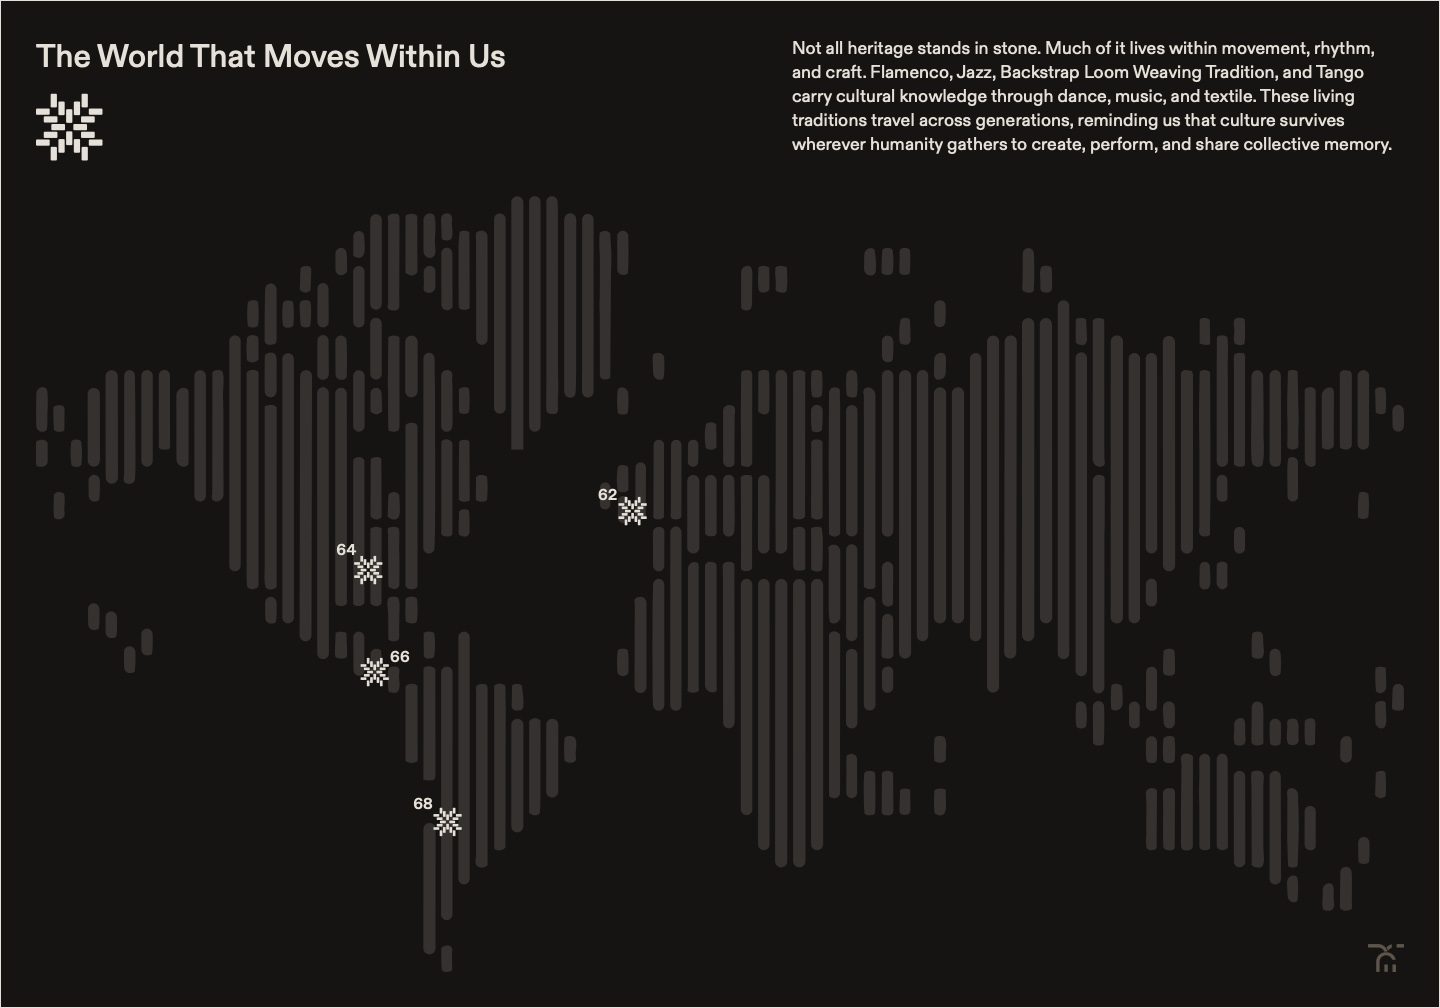 The World That Moves Within Us
Not all heritage stands in stone. Much of it lives within movement, rhythm,
and craft. Flamenco, Jazz, Backstrap Loom Weaving Tradition, and Tango
carry cultural knowledge through dance, music, and textile. These living
traditions travel across generations, reminding us that culture survives
wherever humanity gathers to create, perform, and share collective memory.
62
64
66
68